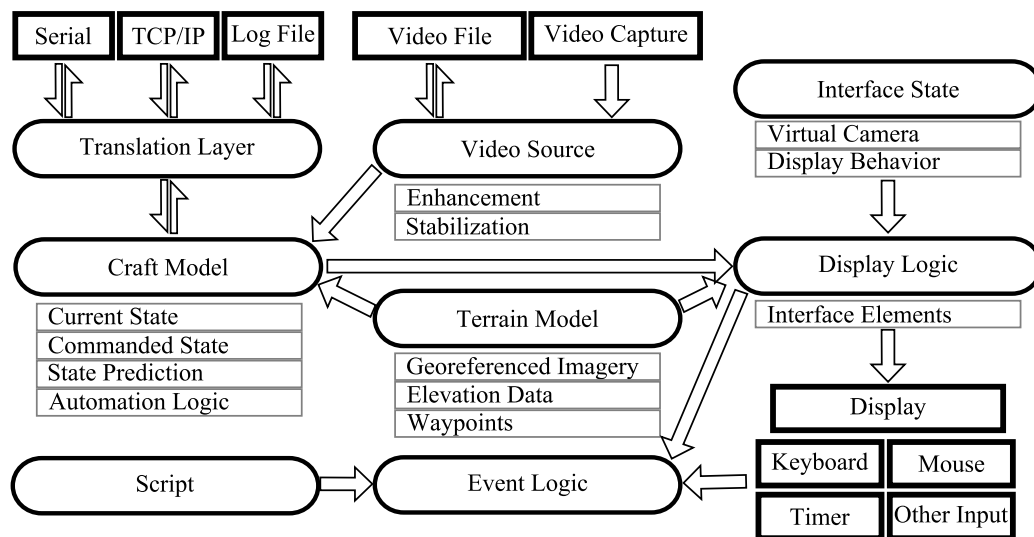 Serial
TCP/IP
Log File
Video File
Video Capture
Interface State
Virtual Camera
Display Behavior
Translation Layer
Video Source
Enhancement
Stabilization
Craft Model
Display Logic
Interface Elements
Current State
Commanded State
State Prediction
Automation Logic
Terrain Model
Georeferenced Imagery
Elevation Data
Waypoints
Display
Keyboard
Mouse
Timer
Other Input
Script
Event Logic